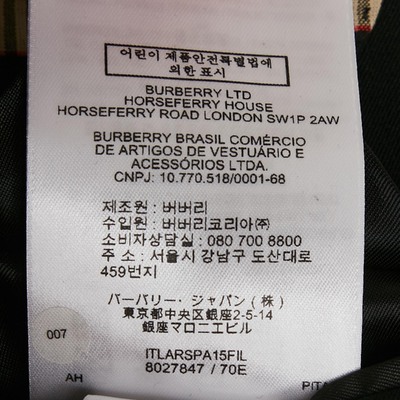 어린이 제품안전특별법에
의한 표시
BURBERRY LTD
HORSEFERRY HOUSE
HORSEFERRY ROAD LONDON SW1P 2AW
BURBERRY BRASIL COMÉRCIO
DE ARTIGOS DE VESTUÁRIO E
ACESSÓRIOS LTDA.
CNPJ: 10.770.518/0001-68
제조원 : 버버리
수입원 : 버버리코리아㈜
소비자상담실 : 080 700 8800
주 소 : 서울시 강남구 도산대로
459번지
バーバリー・ジャパン(株)
東京都中央区銀座2-5-14
銀座マロニエビル
007
ITLARSPA15FIL
8027847 / 70E
AH